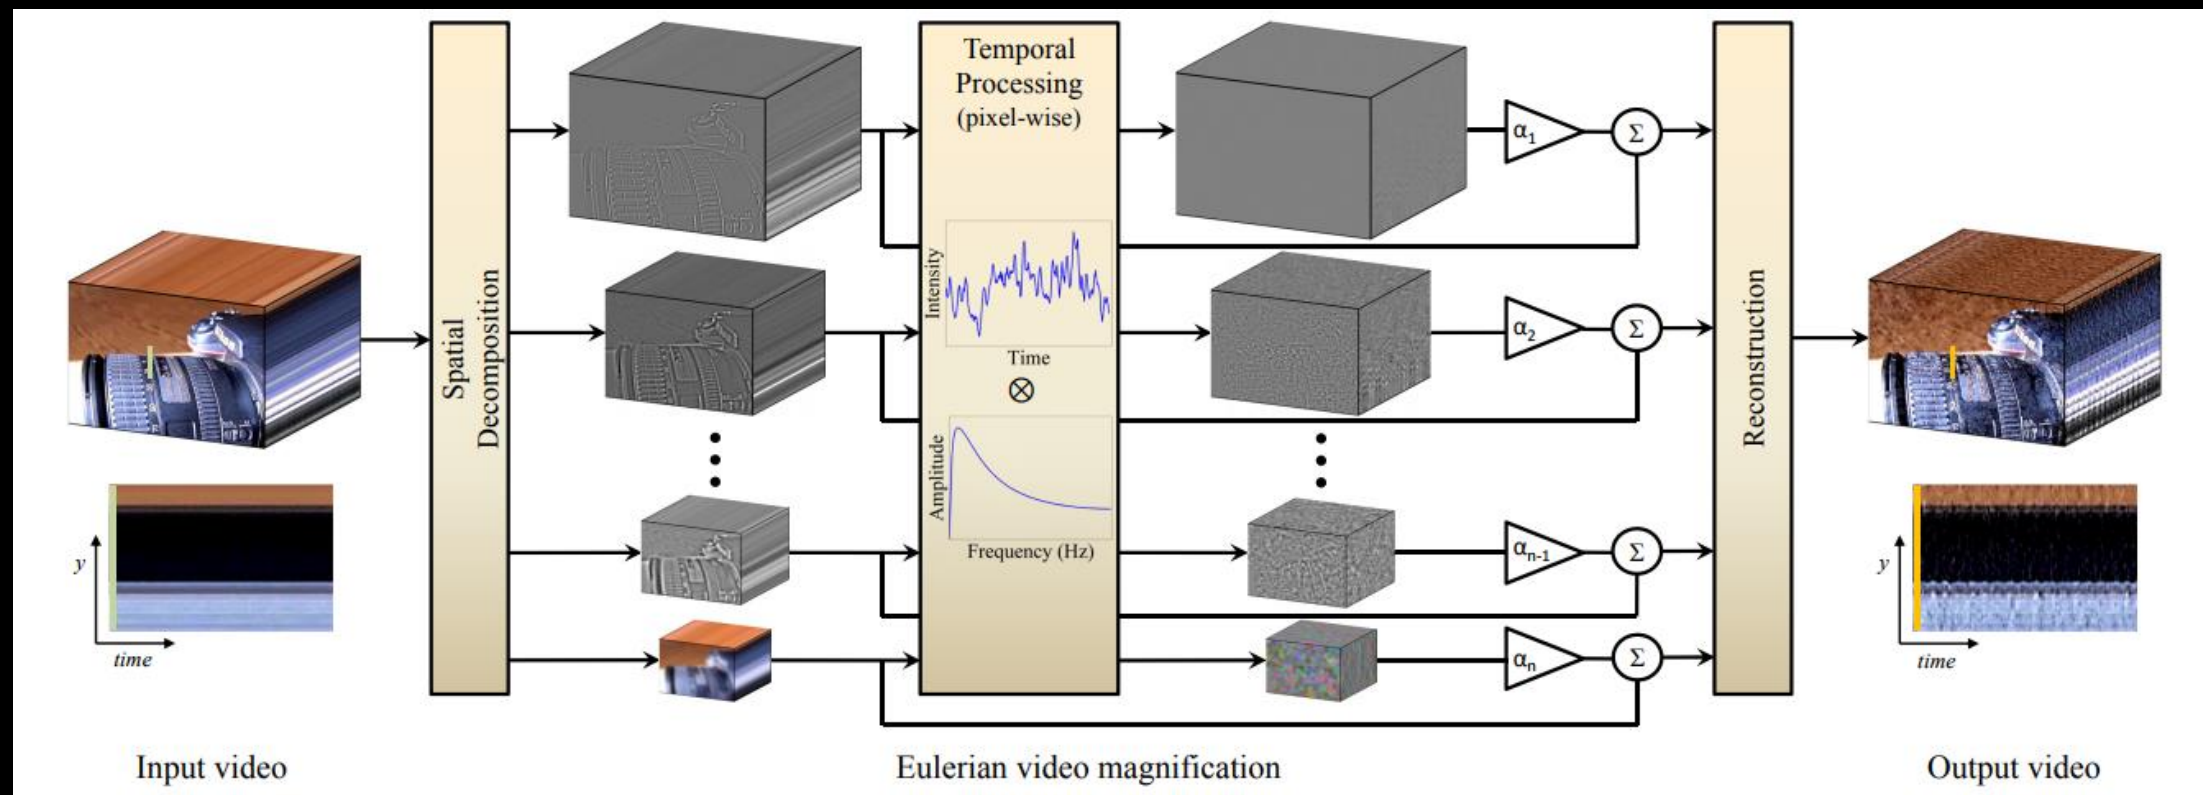 Input video
y
time
Spatial
Decomposition
Temporal
Processing
(pixel-wise)
Intensity
Time
⊗
Amplitude
Frequency (Hz)
α1
Σ
α2
Σ
αn-1
Σ
αn
Σ
Reconstruction
y
time
Eulerian video magnification
Output video